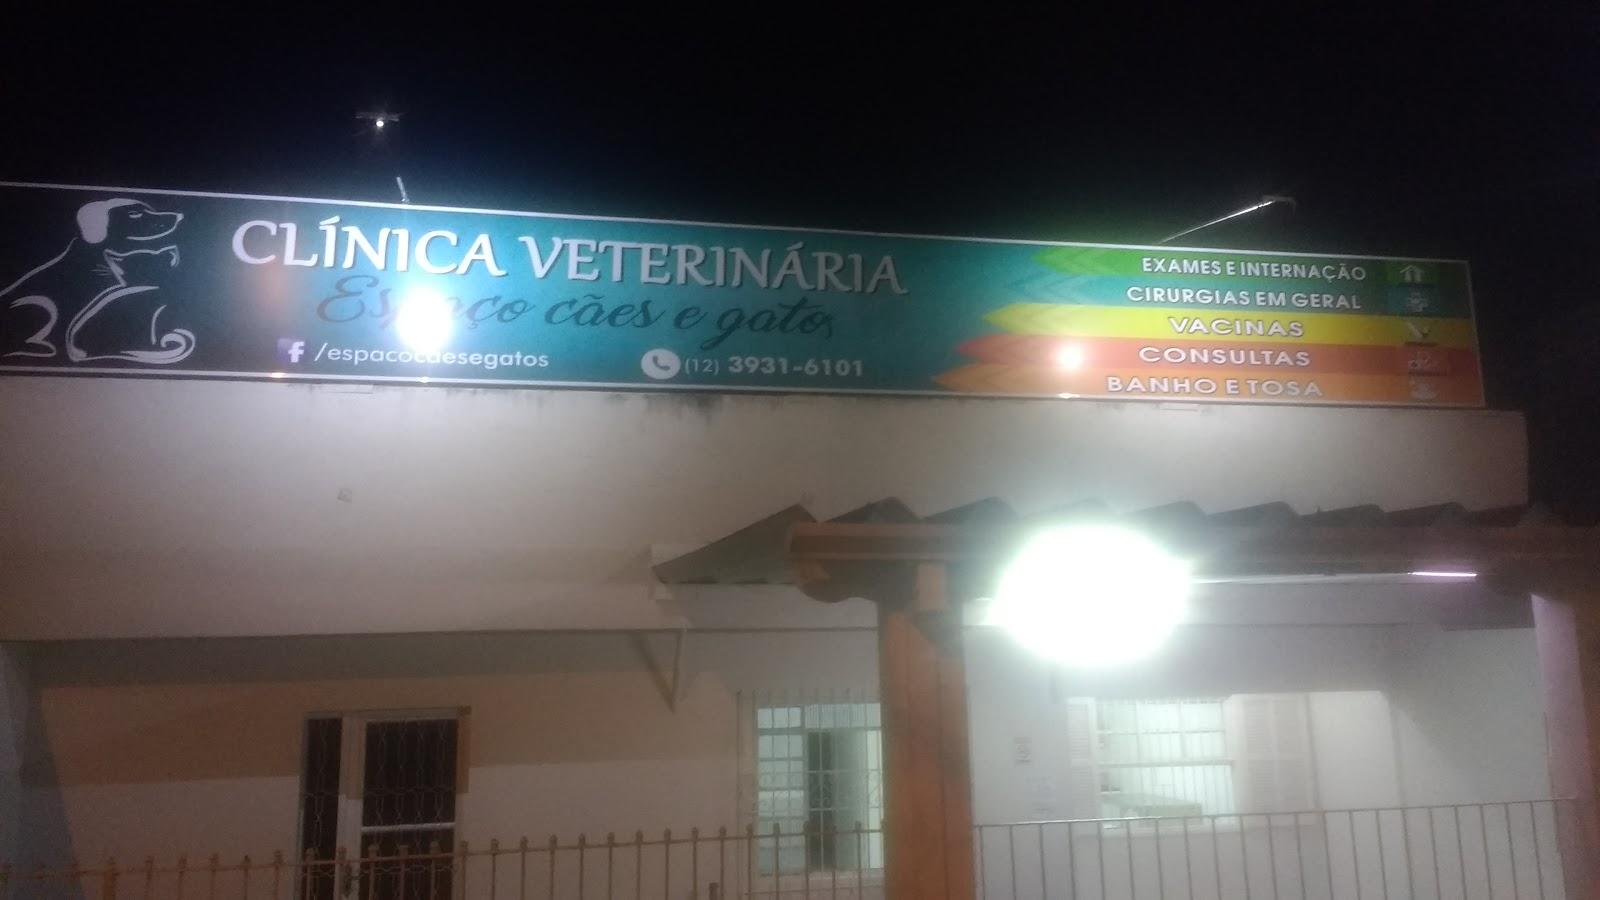 CLÍNICA VETERINÁRIA
Espaço cães e gatos
/espacocaesegatos
(12) 3931-6101
EXAMES E INTERNAÇÃO
CIRURGIAS EM GERAL
VACINAS
CONSULTAS
BANHO E TOSA